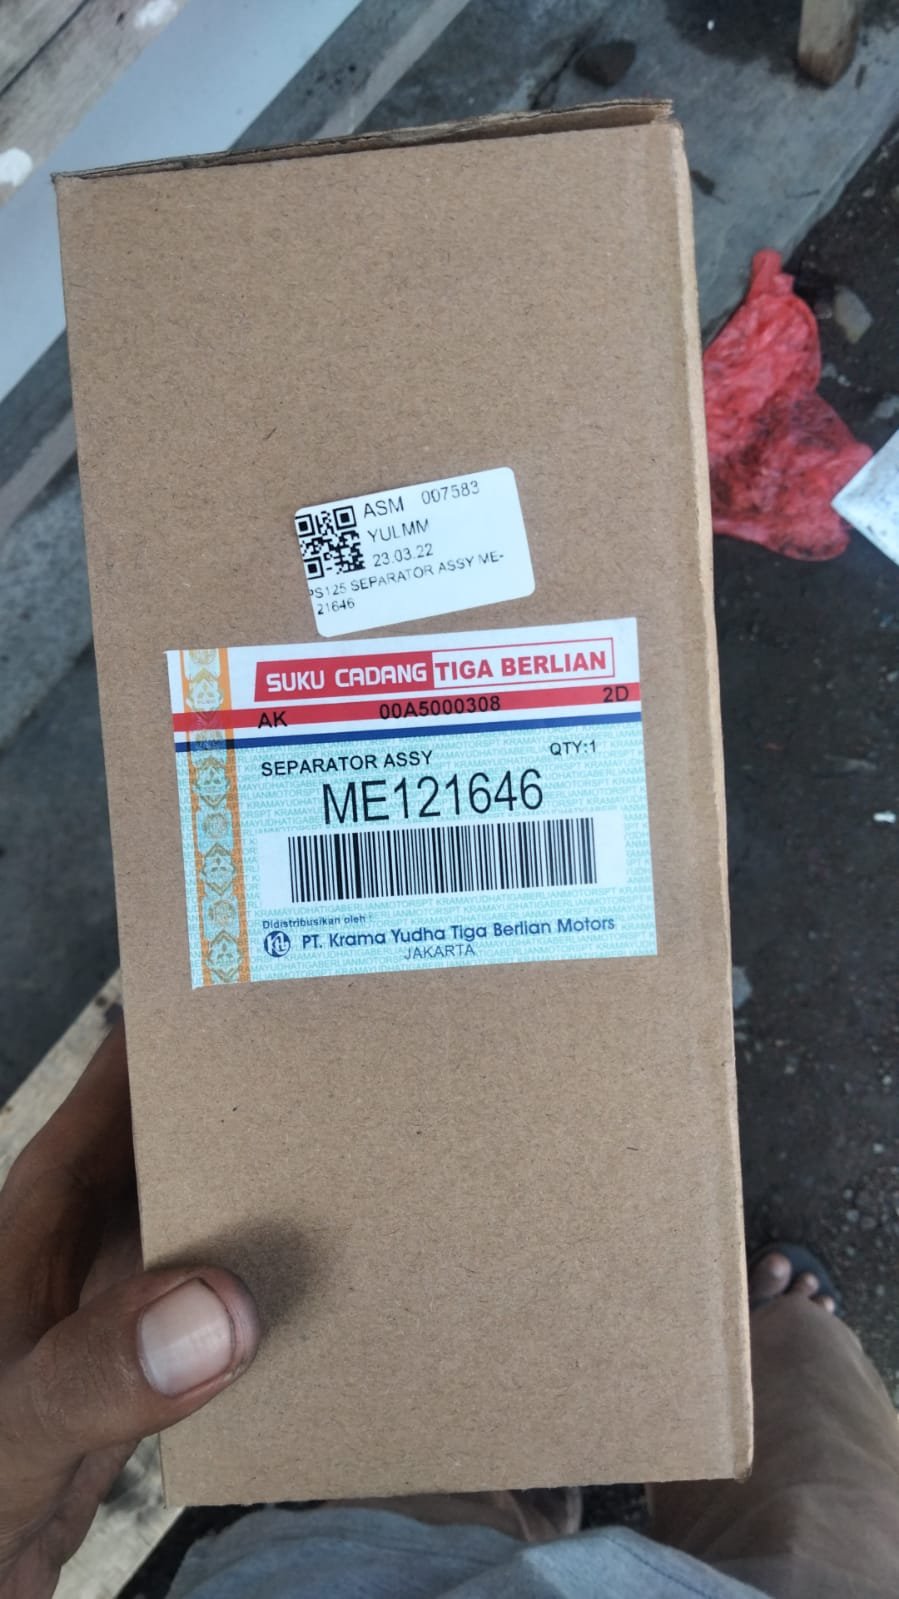 ASM 007583
YULMM
23.03.22
PS125 SEPARATOR ASSY ME-
21646
SUKU CADANG TIGA BERLIAN
AK 00A5000308 2D
SEPARATOR ASSY QTY:1
ME121646
Didistribusikan oleh :
PT. Krama Yudha Tiga Berlian Motors
JAKARTA